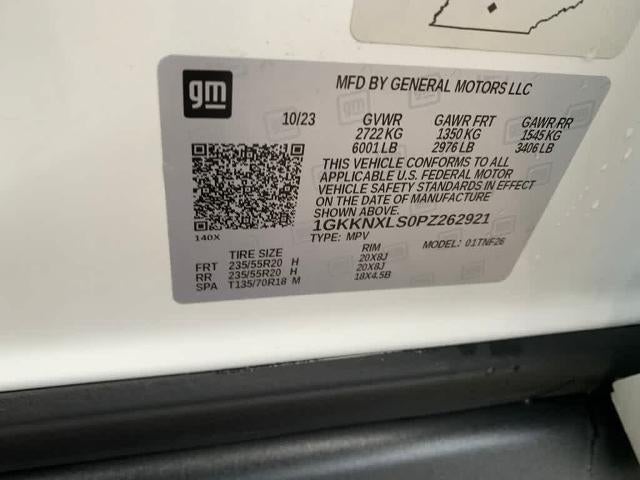 gm
MFD BY GENERAL MOTORS LLC
10/23 GVWR GAWR FRT GAWR RR
2722 KG 1350 KG 1545 KG
6001 LB 2976 LB 3406 LB
THIS VEHICLE CONFORMS TO ALL
APPLICABLE U.S. FEDERAL MOTOR
VEHICLE SAFETY STANDARDS IN EFFECT
ON THE DATE OF MANUFACTURE
SHOWN ABOVE.
140X
1GKKNXLS0PZ262921
TYPE: MPV MODEL: 01TNF26
TIRE SIZE RIM
FRT 235/55R20 H 20X8J
RR 235/55R20 H 20X8J
SPA T135/70R18 M 18X4.5B